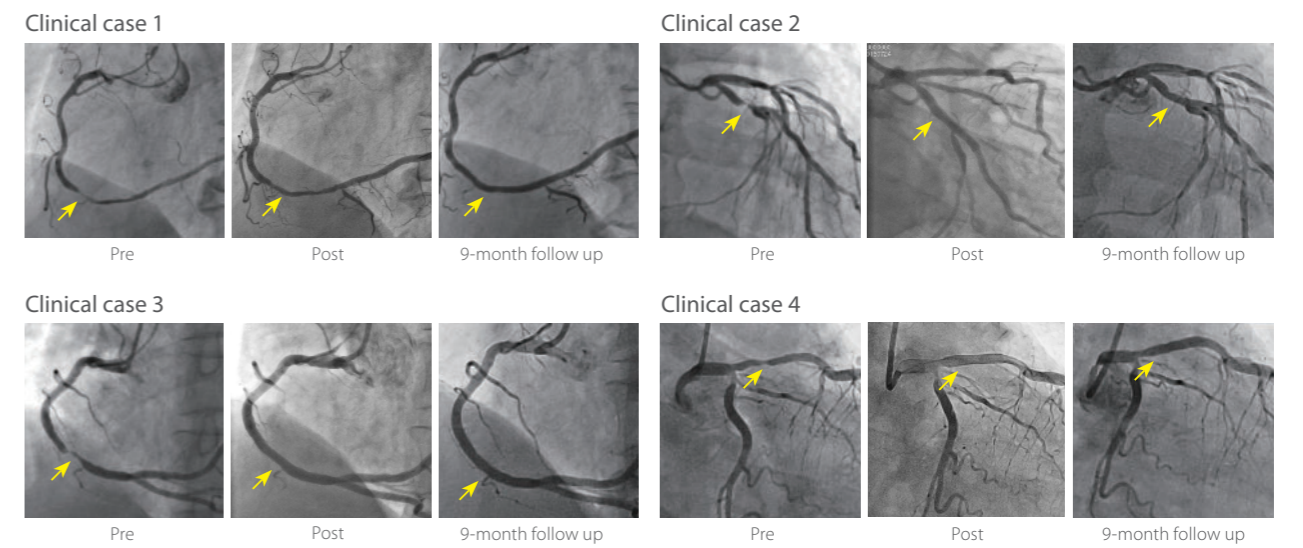 Clinical case 1
Clinical case 2
Pre
Post
9-month follow up
Pre
Post
9-month follow up
Clinical case 3
Clinical case 4
Pre
Post
9-month follow up
Pre
Post
9-month follow up